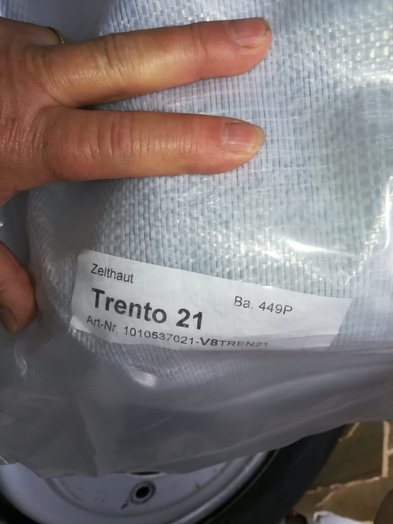 Zelthaut
Trento 21 Ba. 449P
Art-Nr. 1010537021-V8TREN21